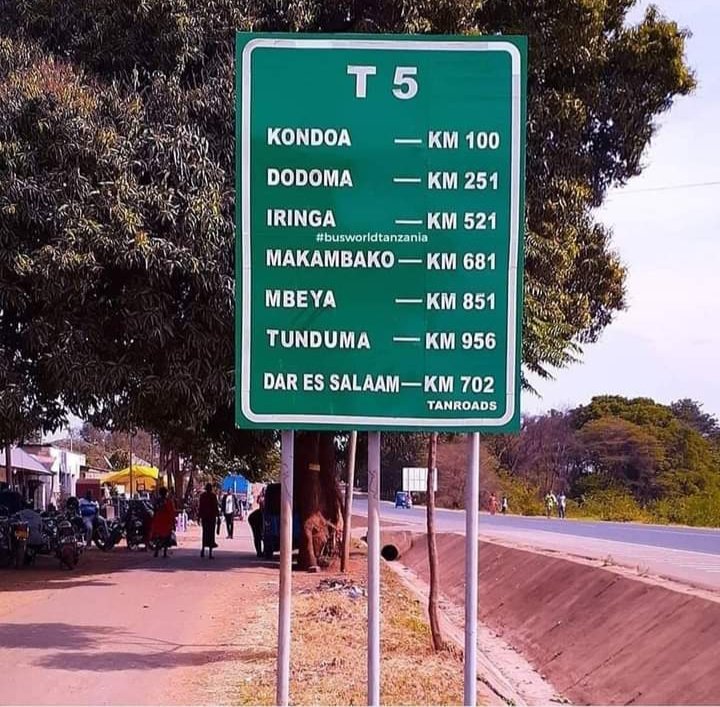 T 5
KONDOA — KM 100
DODOMA — KM 251
IRINGA — KM 521
#busworldtanzania
MAKAMBAKO — KM 681
MBEYA — KM 851
TUNDUMA — KM 956
DAR ES SALAAM — KM 702
TANROADS